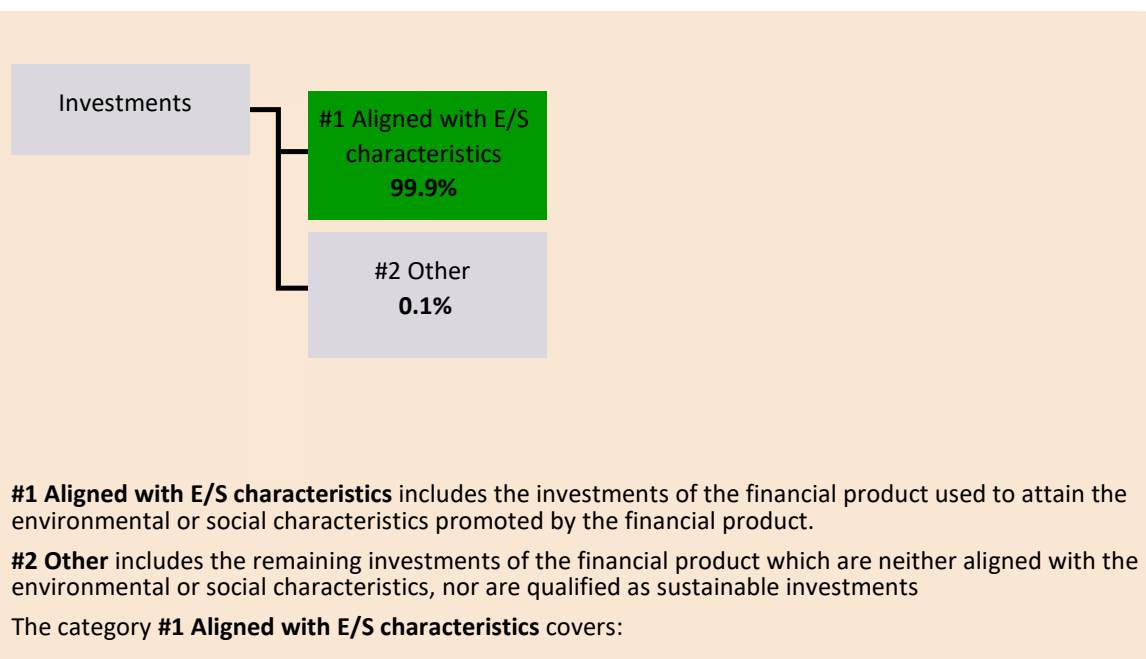 Investments
#1 Aligned with E/S
characteristics
99.9%
#2 Other
0.1%
#1 Aligned with E/S characteristics includes the investments of the financial product used to attain the
environmental or social characteristics promoted by the financial product.
#2 Other includes the remaining investments of the financial product which are neither aligned with the
environmental or social characteristics, nor are qualified as sustainable investments
The category #1 Aligned with E/S characteristics covers: